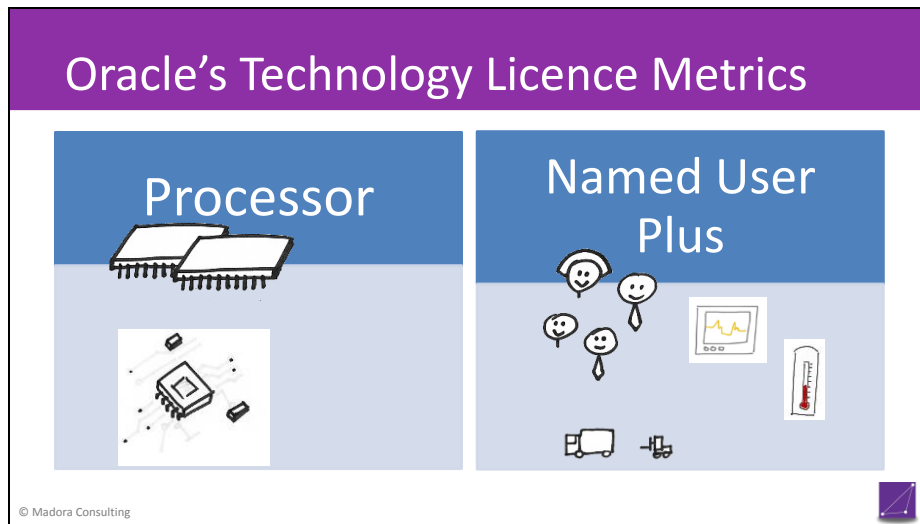 Oracle’s Technology Licence Metrics
Processor
Named User
Plus
© Madora Consulting